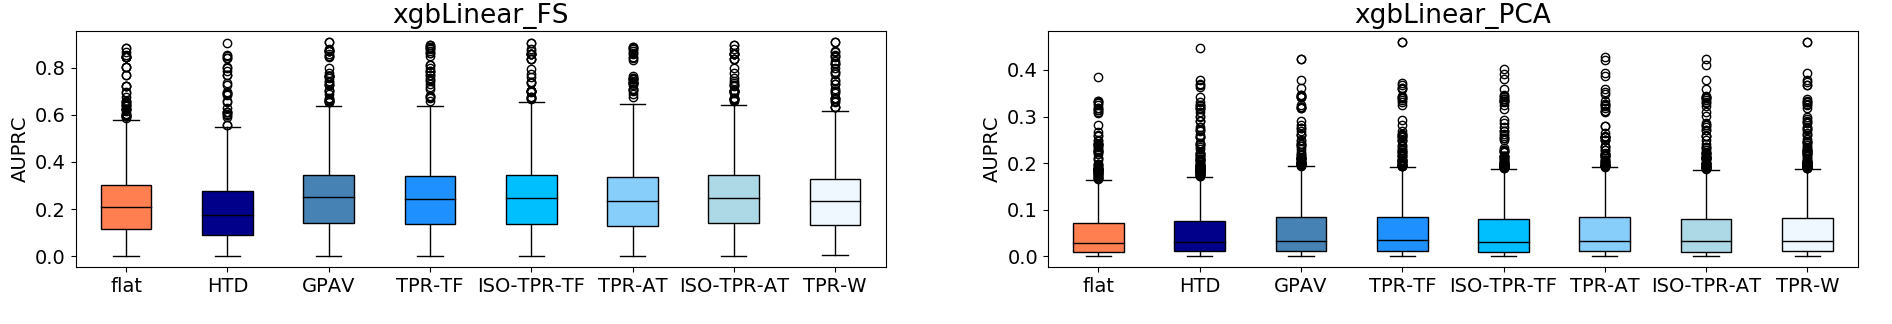 xgbLinear_FS
AUPRC
0.8
0.6
0.4
0.2
0.0
flat HTD GPAV TPR-TF ISO-TPR-TF TPR-AT ISO-TPR-AT TPR-W
xgbLinear_PCA
AUPRC
0.4
0.3
0.2
0.1
0.0
flat HTD GPAV TPR-TF ISO-TPR-TF TPR-AT ISO-TPR-AT TPR-W